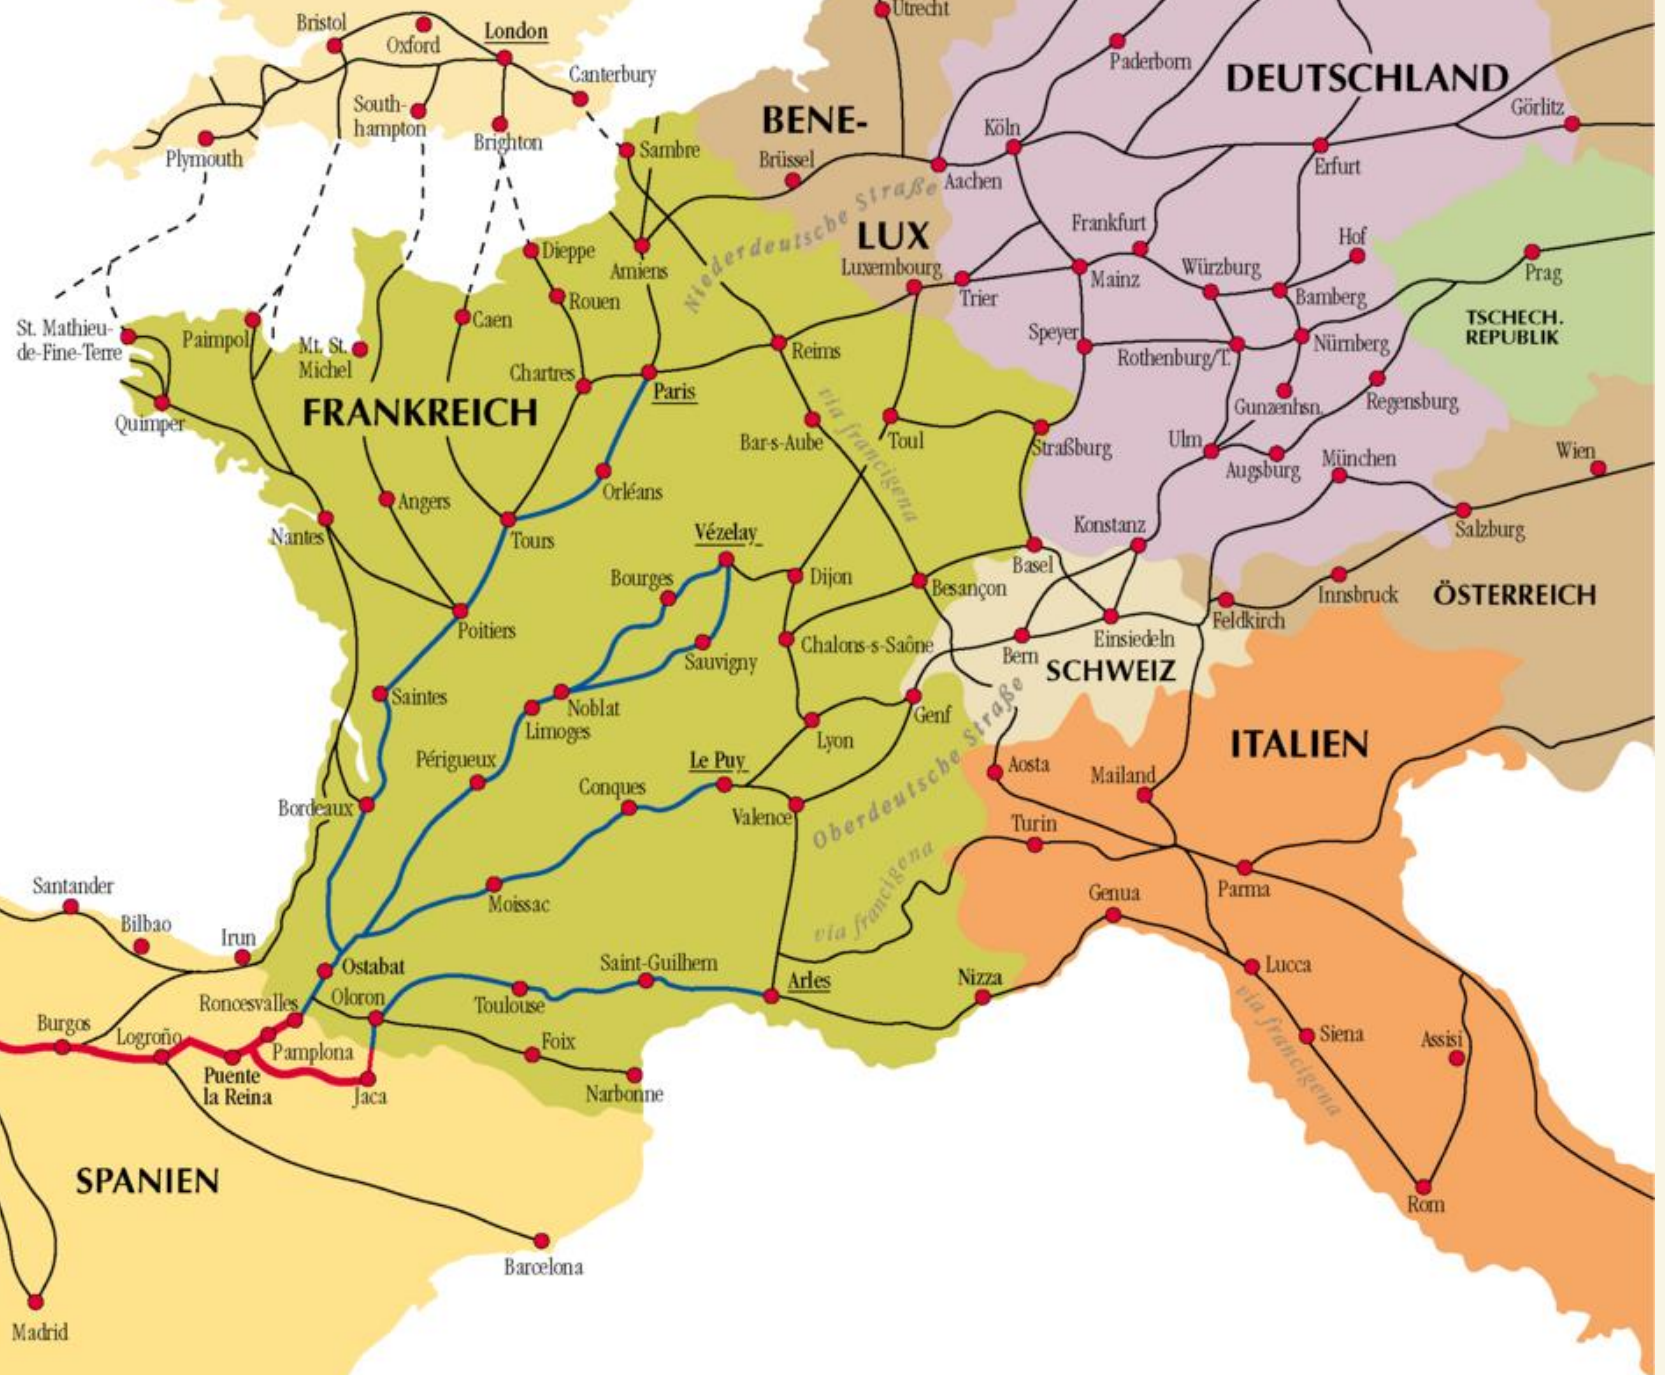 Utrecht
Bristol
Oxford
London
Canterbury
Paderborn
DEUTSCHLAND
South-
hampton
BENE-
Görlitz
Köln
Plymouth
Brighton
Sambre
Brüssel
Aachen
Erfurt
Niederdeutsche Straße
LUX
Frankfurt
Hof
Dieppe
Amiens
Luxembourg
Trier
Mainz
Würzburg
Bamberg
Prag
Rouen
St. Mathieu-
de-Fine-Terre
Paimpol
Mt. St.
Michel
Caen
TSCHECH.
REPUBLIK
Speyer
Rothenburg/T.
Nürnberg
Reims
Chartres
Paris
FRANKREICH
Quimper
via francigena
Bar-s-Aube
Toul
Straßburg
Gunzenhsn.
Regensburg
Ulm
Augsburg
München
Wien
Orléans
Angers
Nantes
Tours
Vézelay
Konstanz
Salzburg
Bourges
Dijon
Besançon
Basel
Innsbruck
ÖSTERREICH
Feldkirch
Poitiers
Sauvigny
Chalons-s-Saône
Bern
Einsiedeln
SCHWEIZ
Saintes
Noblat
Limoges
Genf
Lyon
Oberdeutsche Straße
ITALIEN
Périgueux
Le Puy
Conques
Aosta
Mailand
Bordeaux
Valence
Turin
via francigena
Santander
Moissac
Genua
Parma
Bilbao
Irun
Ostabat
Saint-Guilhem
Arles
Nizza
Lucca
Roncesvalles
Oloron
Toulouse
via francigena
Burgos
Logroño
Pamplona
Foix
Siena
Assisi
Puente
la Reina
Jaca
Narbonne
SPANIEN
Rom
Barcelona
Madrid